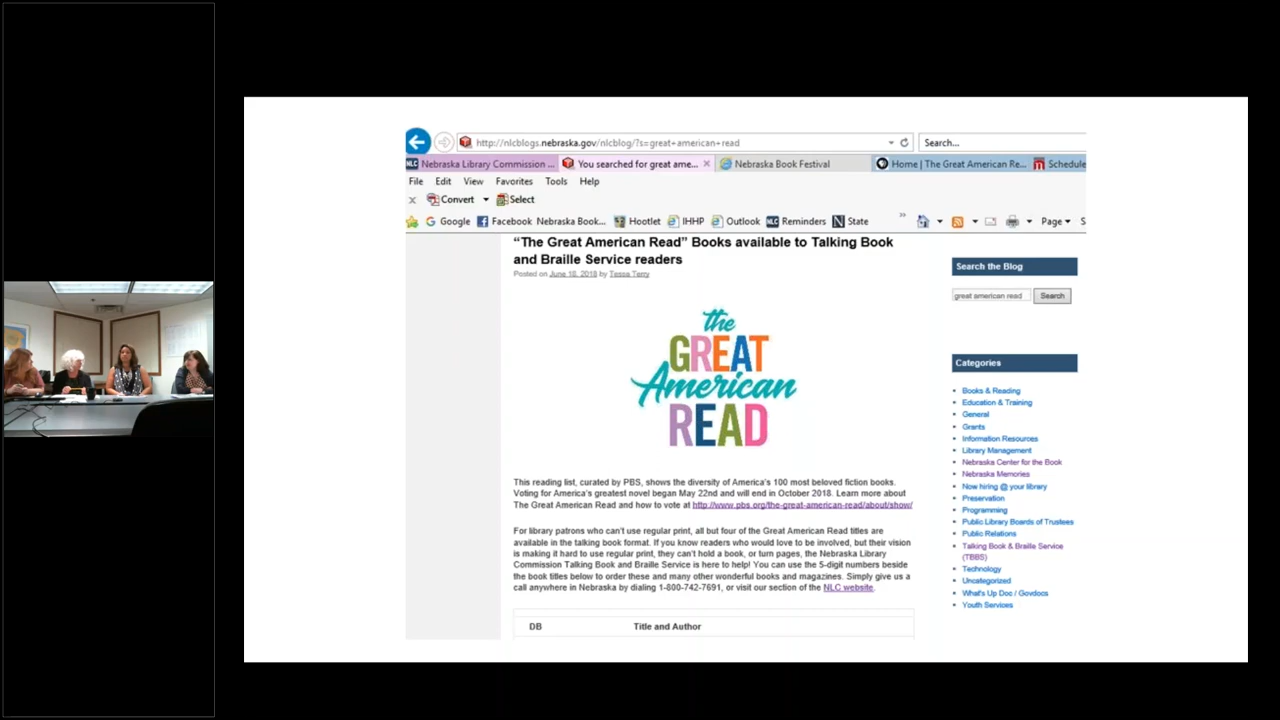 http://nlcblogs.nebraska.gov/nlcblog/?s=great+american+read
Search...
NLC Nebraska Library Commission ...
You searched for great ame... ×
Nebraska Book Festival
Home | The Great American Re...
Schedule
File Edit View Favorites Tools Help
x Convert Select
Google Facebook Nebraska Book... Hootlet IHHP Outlook NLC Reminders State » Page S
“The Great American Read” Books available to Talking Book
and Braille Service readers
Posted on June 18, 2018 by Tessa Terry
the
GREAT
American
READ
This reading list, curated by PBS, shows the diversity of America’s 100 most beloved fiction books.
Voting for America’s greatest novel began May 22nd and will end in October 2018. Learn more about
The Great American Read and how to vote at http://www.pbs.org/the-great-american-read/about/show/
For library patrons who can’t use regular print, all but four of the Great American Read titles are
available in the talking book format. If you know readers who would love to be involved, but their vision
is making it hard to use regular print, they can’t hold a book, or turn pages, the Nebraska Library
Commission Talking Book and Braille Service is here to help! You can use the 5-digit numbers beside
the book titles below to order these and many other wonderful books and magazines. Simply give us a
call anywhere in Nebraska by dialing 1-800-742-7691, or visit our section of the NLC website.
DB Title and Author
Search the Blog
great american read Search
Categories
Books & Reading
Education & Training
General
Grants
Information Resources
Library Management
Nebraska Center for the Book
Nebraska Memories
Now hiring @ your library
Preservation
Programming
Public Library Boards of Trustees
Public Relations
Talking Book & Braille Service
(TBBS)
Technology
Uncategorized
What's Up Doc / Govdocs
Youth Services